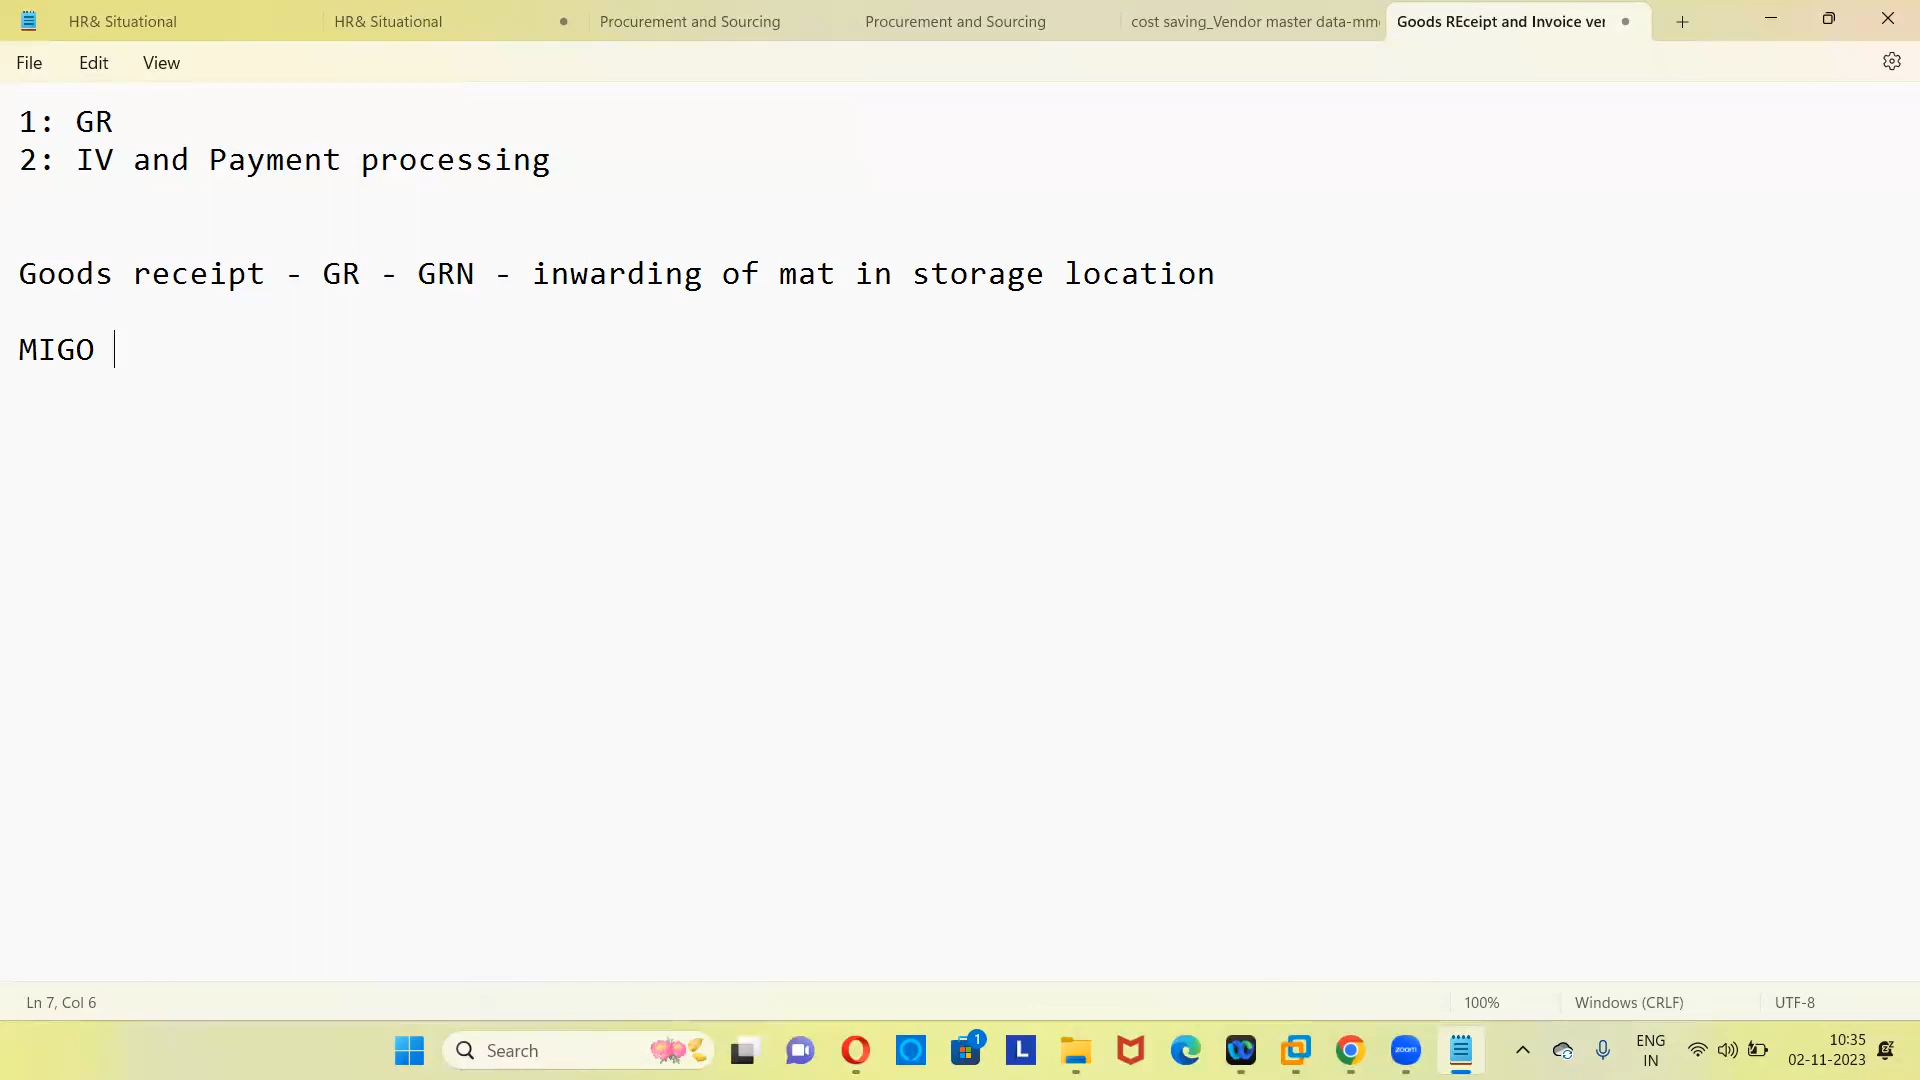 HR& Situational
HR& Situational
Procurement and Sourcing
Procurement and Sourcing
cost saving_Vendor master data-mm
Goods REceipt and Invoice ver
File
Edit
View
1: GR
2: IV and Payment processing
Goods receipt - GR - GRN - inwarding of mat in storage location
MIGO
Ln 7, Col 6
100%
Windows (CRLF)
UTF-8
Search
1
L
zoom
ENG
IN
10:35
02-11-2023